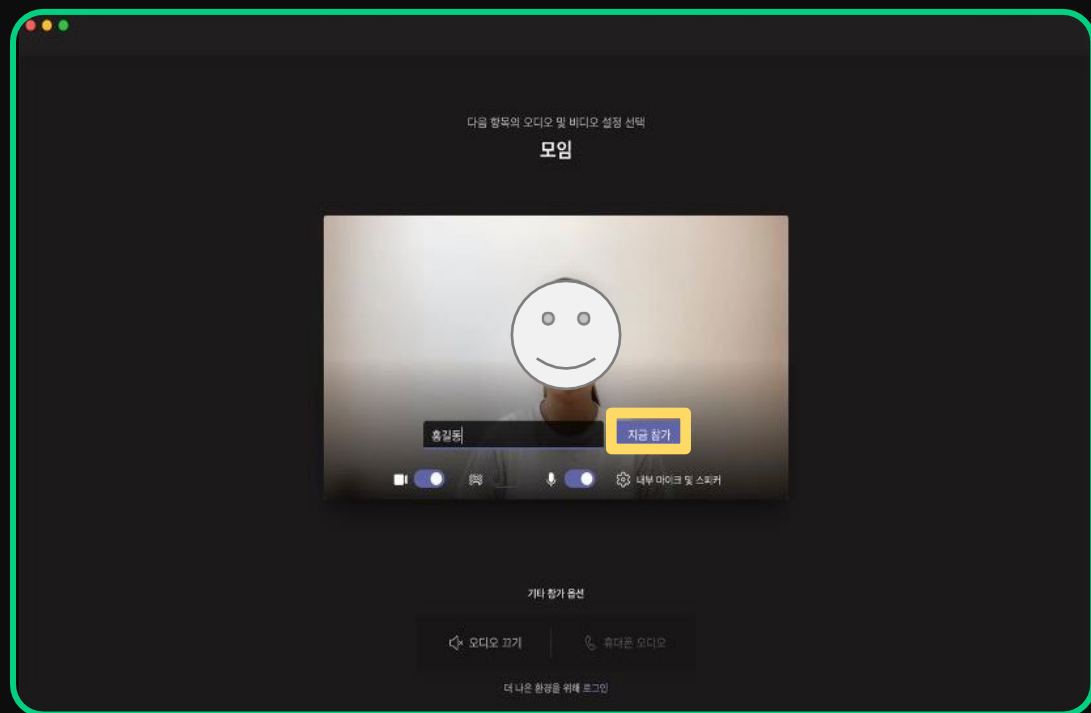 다음 항목의 오디오 및 비디오 설정 선택
모임
홍길동
지금 참가
내부 마이크 및 스피커
기타 참가 옵션
오디오 끄기
휴대폰 오디오
더 나은 환경을 위해 로그인